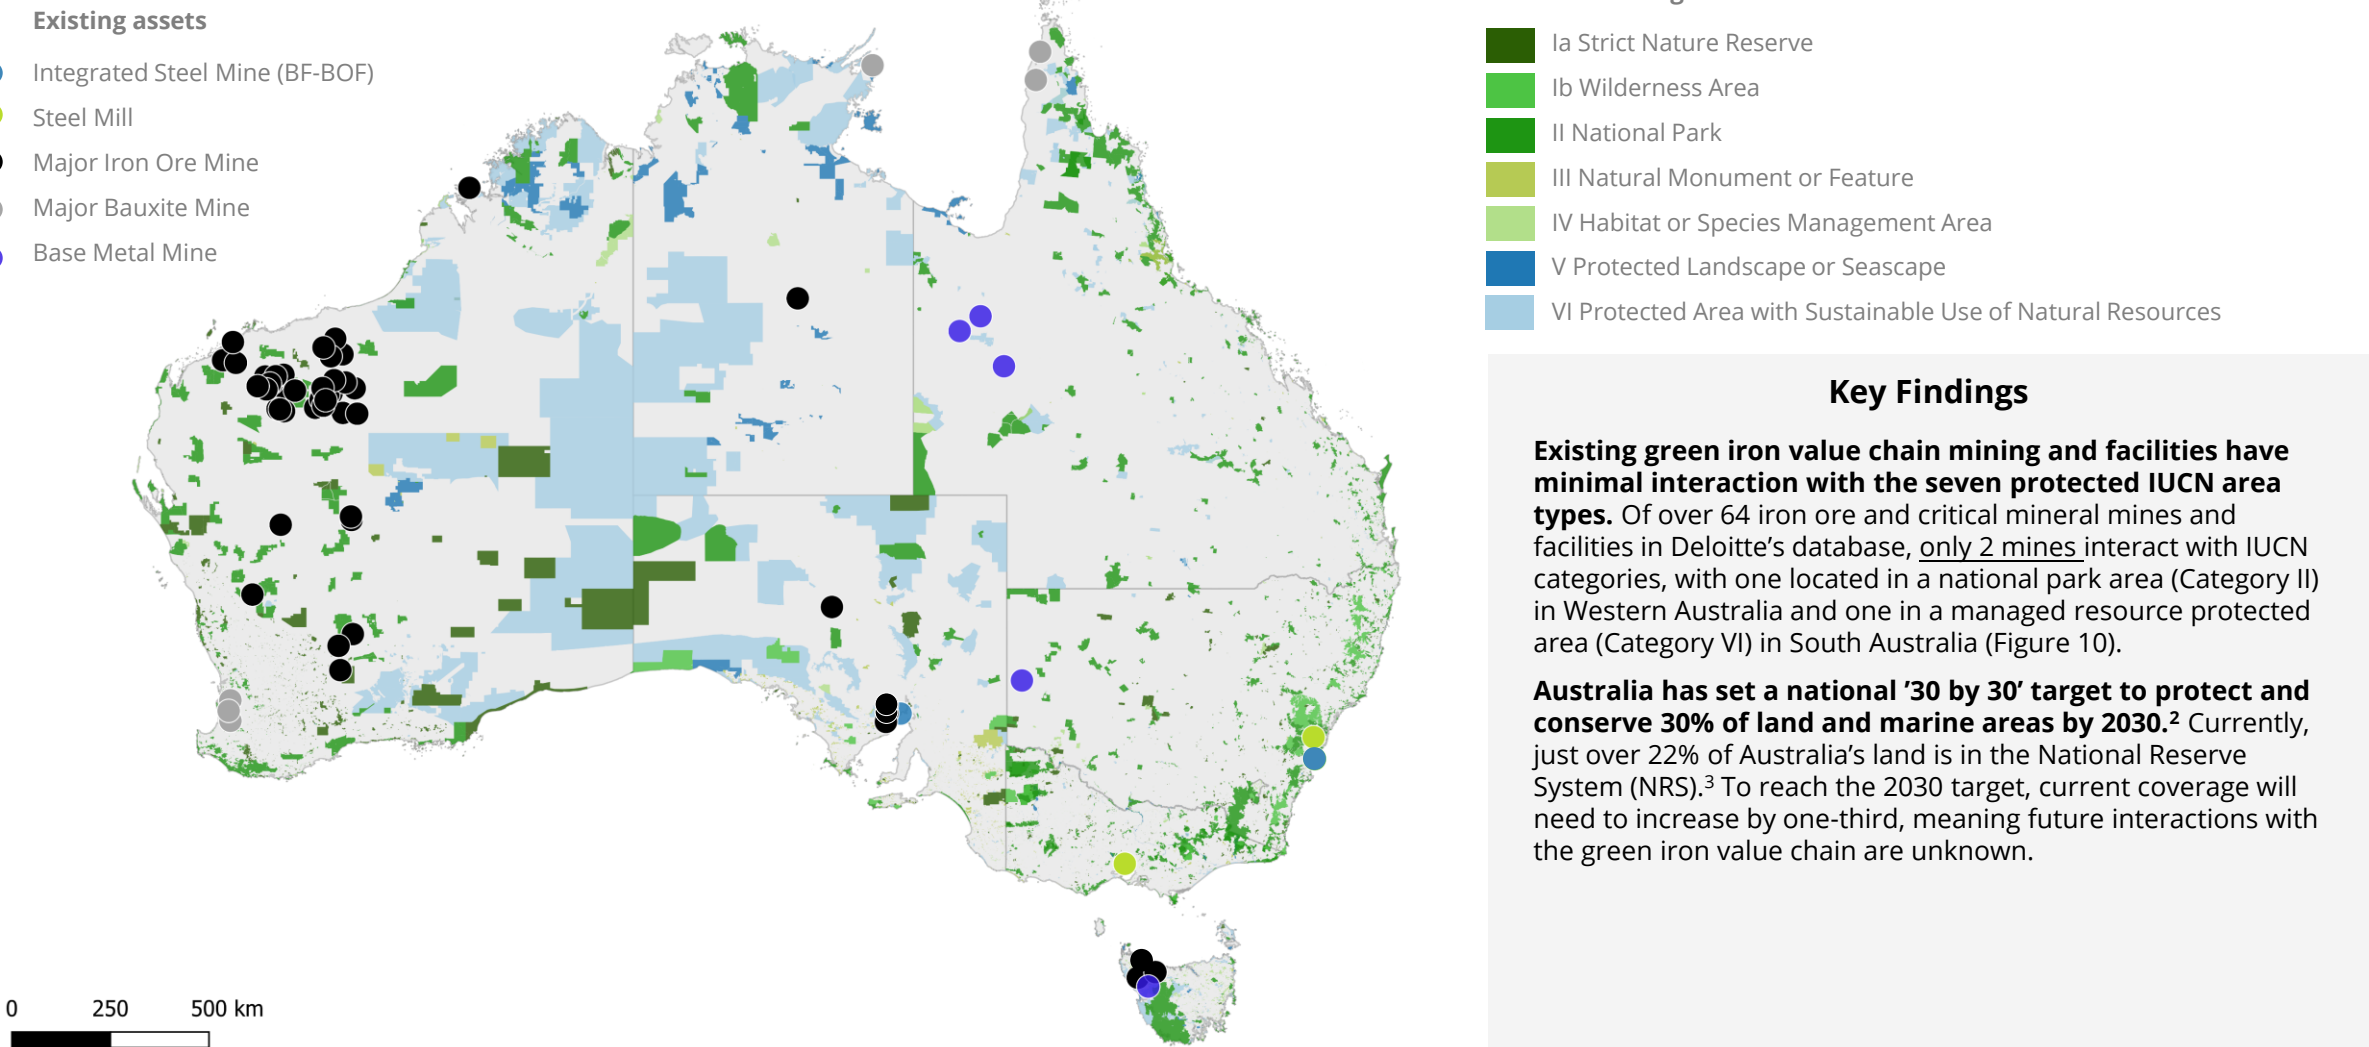 Existing assets
Integrated Steel Mine (BF-BOF)
Steel Mill
Major Iron Ore Mine
Major Bauxite Mine
Base Metal Mine
0 250 500 km
Ia Strict Nature Reserve
Ib Wilderness Area
II National Park
III Natural Monument or Feature
IV Habitat or Species Management Area
V Protected Landscape or Seascape
VI Protected Area with Sustainable Use of Natural Resources
Key Findings
Existing green iron value chain mining and facilities have
minimal interaction with the seven protected IUCN area
types. Of over 64 iron ore and critical mineral mines and
facilities in Deloitte’s database, only 2 mines interact with IUCN
categories, with one located in a national park area (Category II)
in Western Australia and one in a managed resource protected
area (Category VI) in South Australia (Figure 10).
Australia has set a national ’30 by 30’ target to protect and
conserve 30% of land and marine areas by 2030.² Currently,
just over 22% of Australia’s land is in the National Reserve
System (NRS).³ To reach the 2030 target, current coverage will
need to increase by one-third, meaning future interactions with
the green iron value chain are unknown.